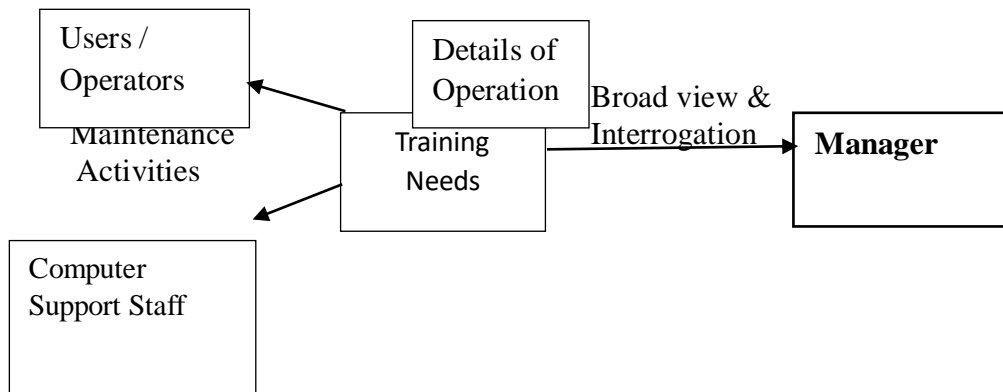 Users /
Operators
Details of
Operation
Broad view &
Interrogation
Maintenance
Activities
Training
Needs
Manager
Computer
Support Staff